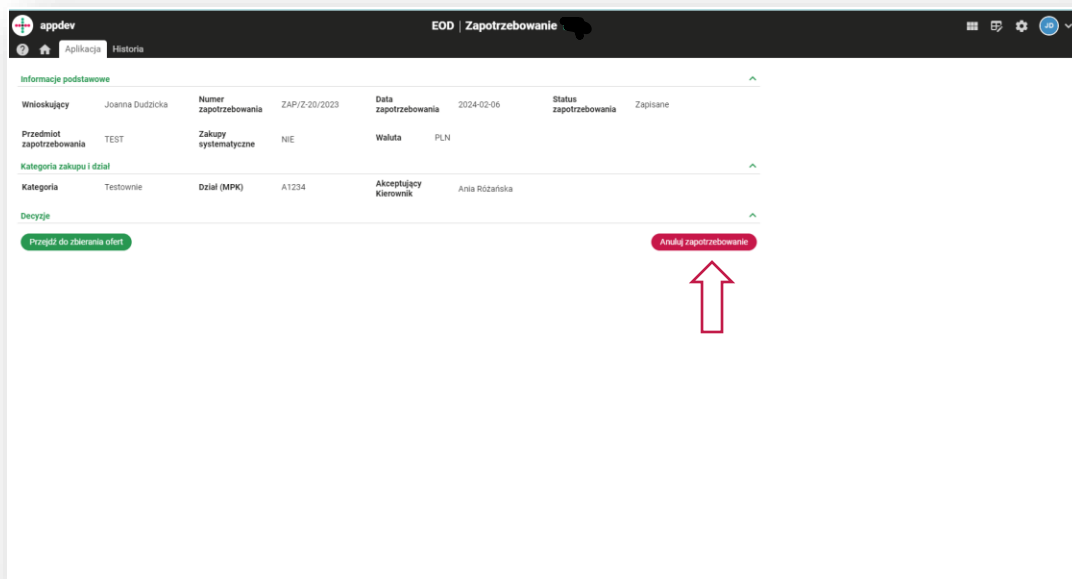 appdev
EOD | Zapotrzebowanie
JD
Aplikacja Historia
Informacje podstawowe
Wnioskujący Joanna Dudzicka Numer zapotrzebowania ZAP/Z-20/2023 Data zapotrzebowania 2024-02-06 Status zapotrzebowania Zapisane
Przedmiot zapotrzebowania TEST Zakupy systematyczne NIE Waluta PLN
Kategoria zakupu i dział
Kategoria Testownie Dział (MPK) A1234 Akceptujący Kierownik Ania Różańska
Decyzje
Przejdź do zbierania ofert Anuluj zapotrzebowanie